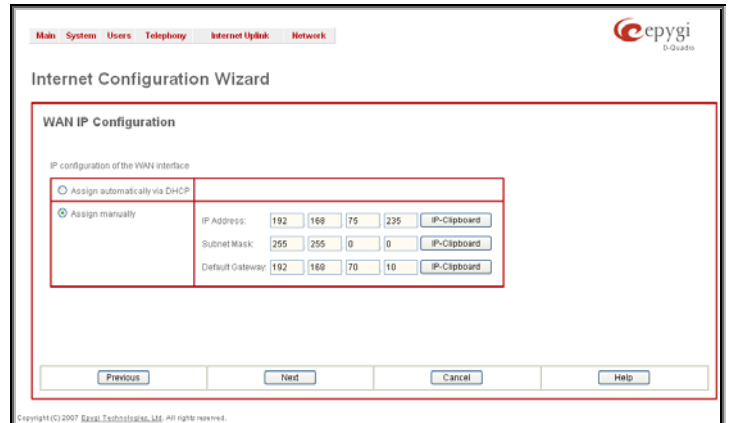 Main System Users Telephony Internet Uplink Network
epygi
D-Quadro
Internet Configuration Wizard
WAN IP Configuration
IP configuration of the WAN interface
Assign automatically via DHCP
Assign manually
IP Address: 192 168 75 235 IP-Clipboard
Subnet Mask: 255 255 0 0 IP-Clipboard
Default Gateway: 192 168 70 10 IP-Clipboard
Previous Next Cancel Help
Copyright (C) 2007 Epygi Technologies, Ltd. All rights reserved.